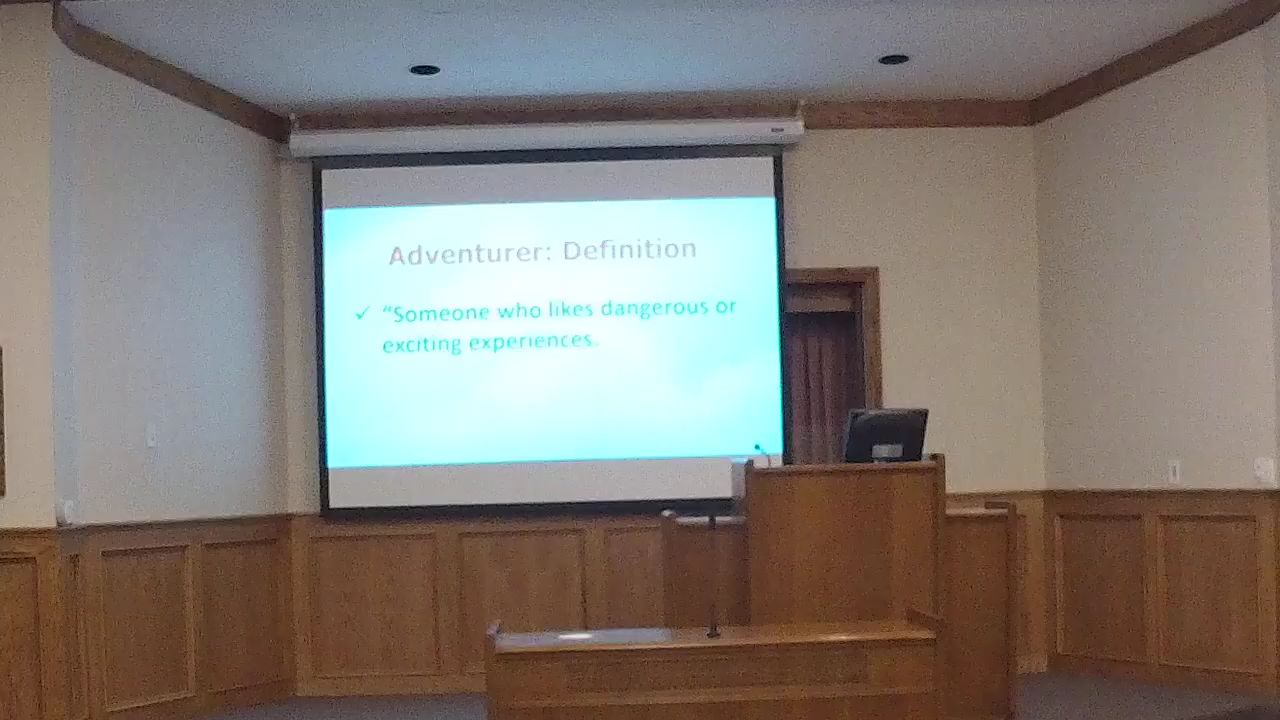 Adventurer: Definition
✓ "Someone who likes dangerous or
exciting experiences.